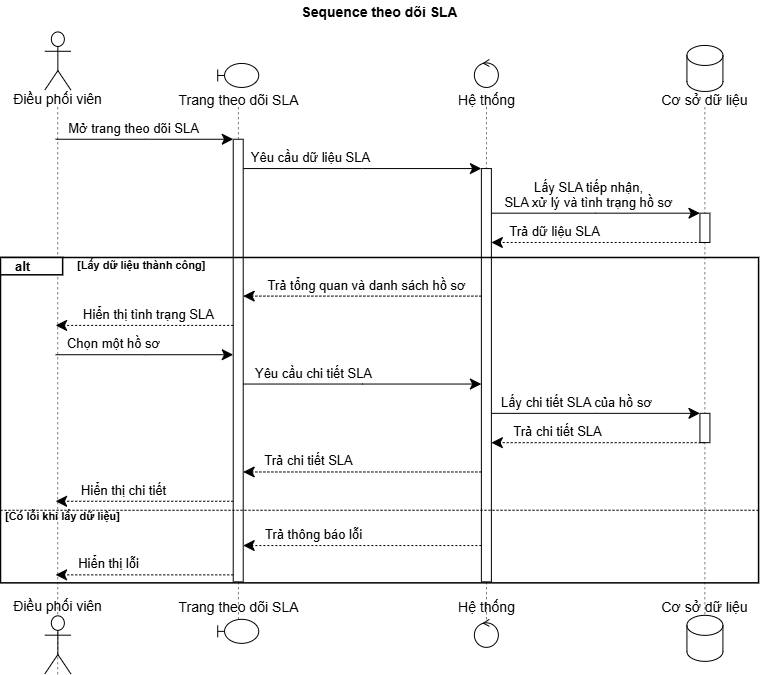 Sequence theo dõi SLA
Điều phối viên
Trang theo dõi SLA
Hệ thống
Cơ sở dữ liệu
Mở trang theo dõi SLA
Yêu cầu dữ liệu SLA
Lấy SLA tiếp nhận,
SLA xử lý và tình trạng hồ sơ
Trả dữ liệu SLA
alt
[Lấy dữ liệu thành công]
Trả tổng quan và danh sách hồ sơ
Hiển thị tình trạng SLA
Chọn một hồ sơ
Yêu cầu chi tiết SLA
Lấy chi tiết SLA của hồ sơ
Trả chi tiết SLA
Trả chi tiết SLA
Hiển thị chi tiết
[Có lỗi khi lấy dữ liệu]
Trả thông báo lỗi
Hiển thị lỗi
Điều phối viên
Trang theo dõi SLA
Hệ thống
Cơ sở dữ liệu